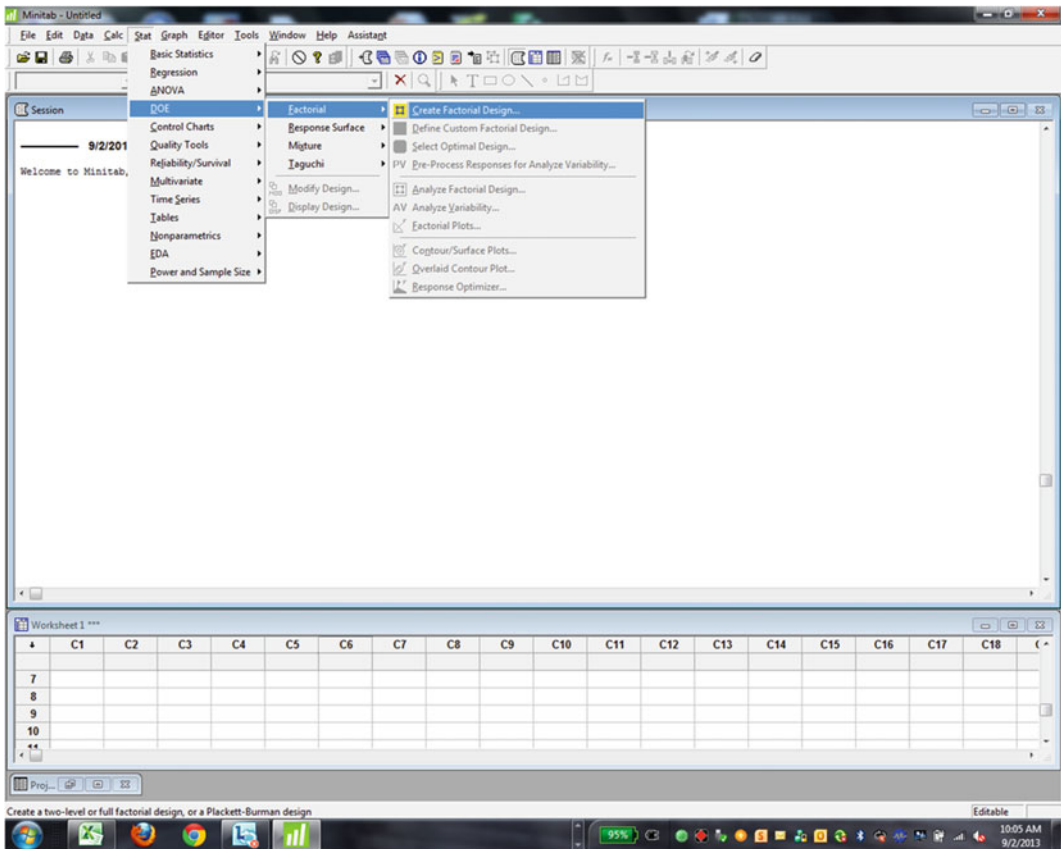 Minitab - Untitled
File Edit Data Calc Stat Graph Editor Tools Window Help Assistant
Basic Statistics
Regression
ANOVA
DOE
Control Charts
Quality Tools
Reliability/Survival
Multivariate
Time Series
Tables
Nonparametrics
EDA
Power and Sample Size
Factorial
Response Surface
Mixture
Taguchi
Modify Design...
Display Design...
Create Factorial Design...
Define Custom Factorial Design...
Select Optimal Design...
PV Pre-Process Responses for Analyze Variability...
Analyze Factorial Design...
AV Analyze Variability...
Factorial Plots...
Contour/Surface Plots...
Overlaid Contour Plot...
Response Optimizer...
Session
9/2/201
Welcome to Minitab,
Worksheet 1 ***
C1 C2 C3 C4 C5 C6 C7 C8 C9 C10 C11 C12 C13 C14 C15 C16 C17 C18
7
8
9
10
Proj...
Create a two-level or full factorial design, or a Plackett-Burman design
Editable
95%
10:05 AM
9/2/2013